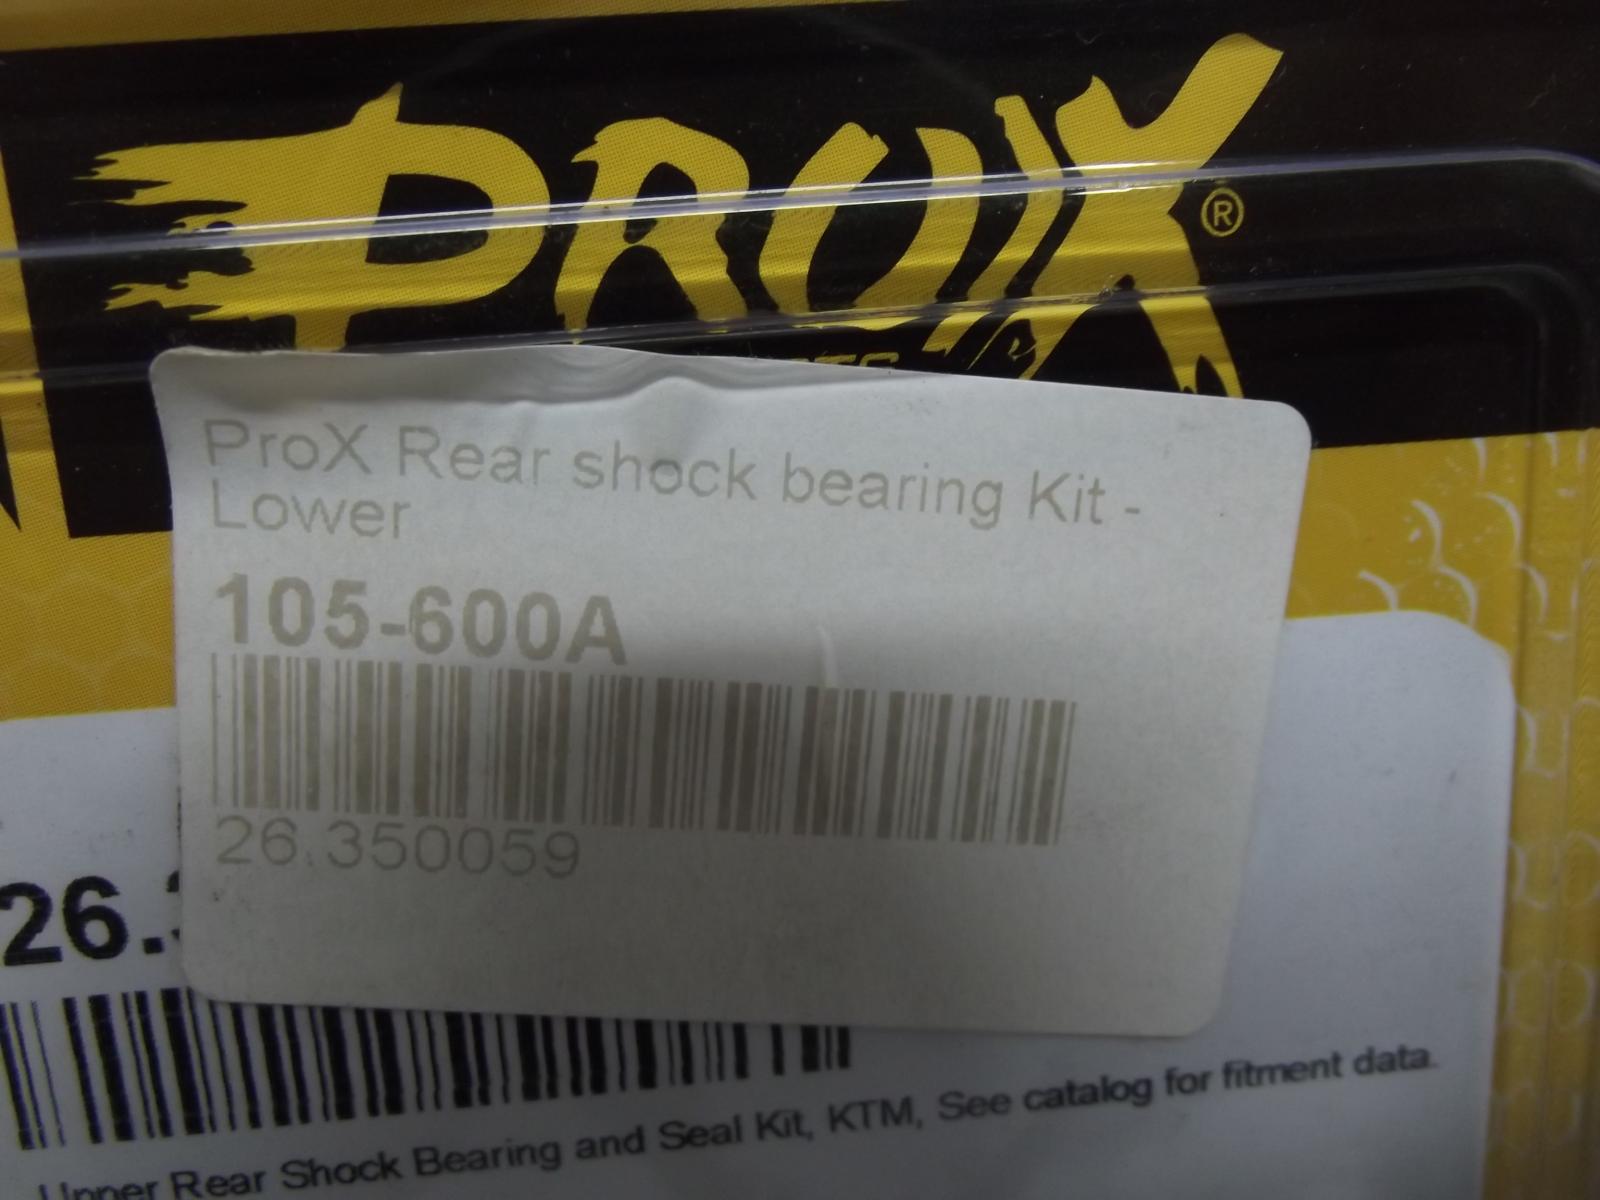 PROX®
ProX Rear shock bearing Kit -
Lower
105-600A
26.350059
26.
Upper Rear Shock Bearing and Seal Kit, KTM, See catalog for fitment data.